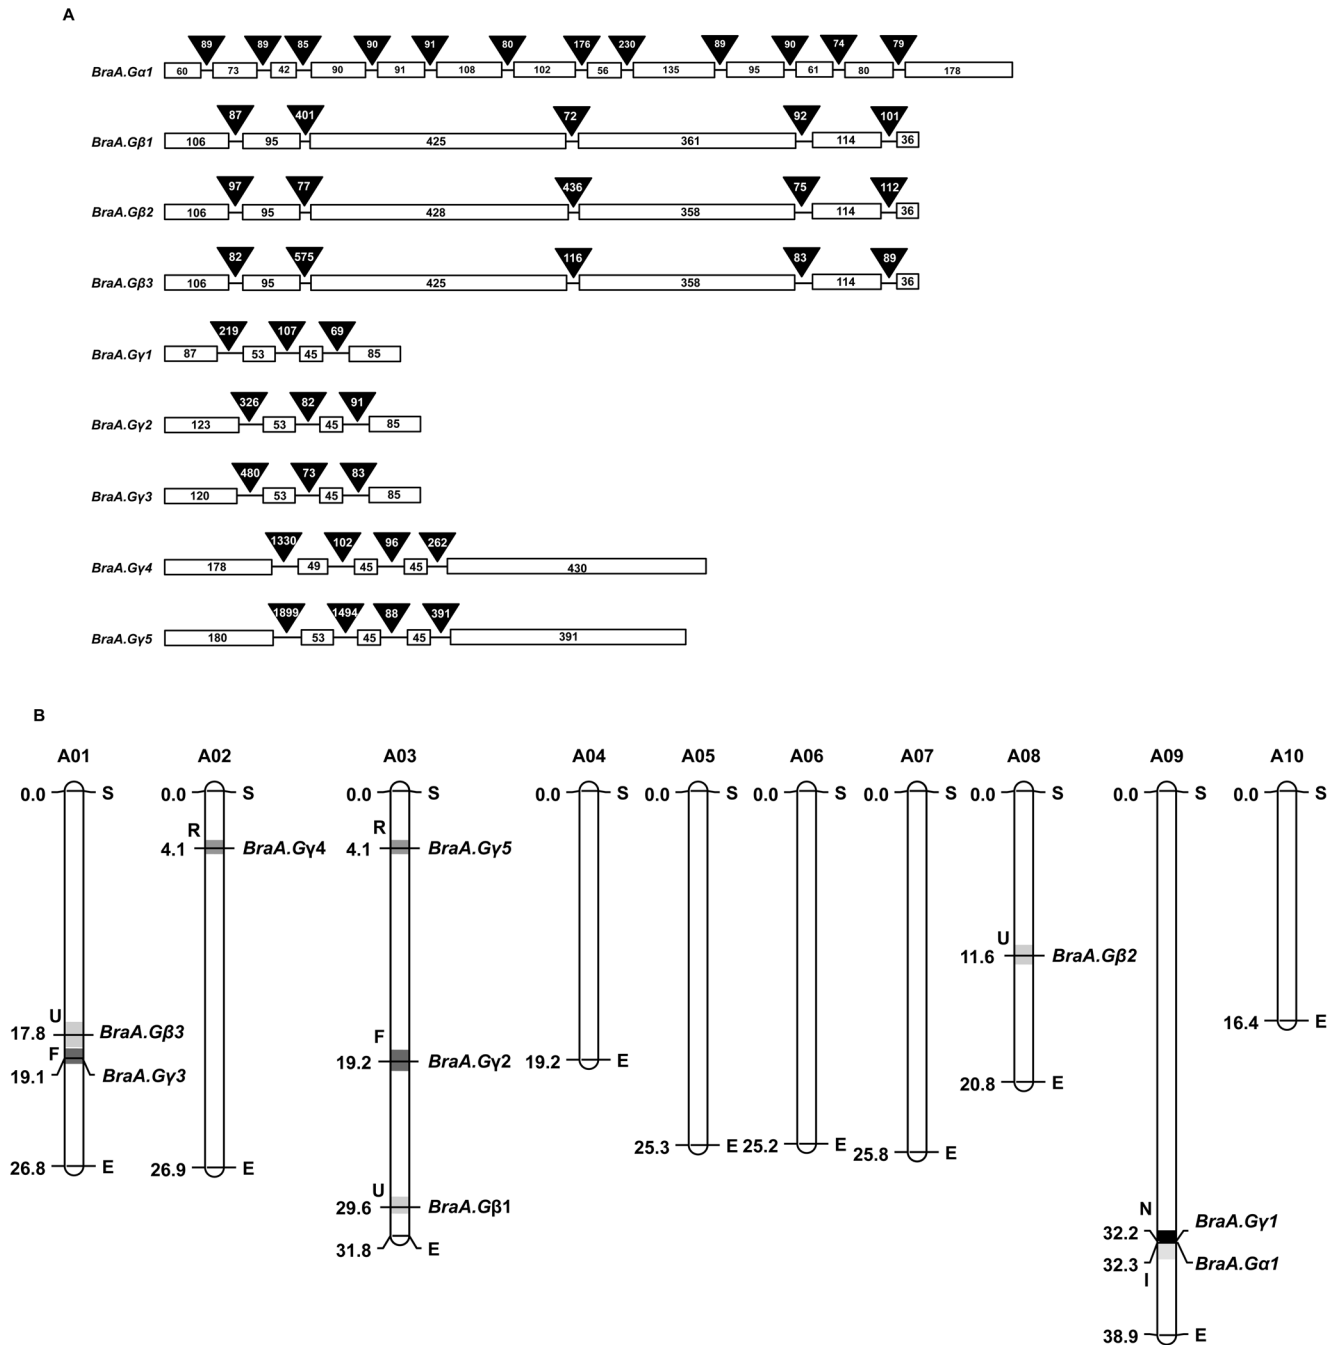 A
89 89 85 90 91 80 176 230 89 90 74 79
BraA.Gα1 60 73 42 90 91 108 102 56 135 95 61 80 178
87 401 72 92 101
BraA.Gβ1 106 95 425 361 114 36
97 77 436 75 112
BraA.Gβ2 106 95 428 358 114 36
82 575 116 83 89
BraA.Gβ3 106 95 425 358 114 36
219 107 69
BraA.Gγ1 87 53 45 85
326 82 91
BraA.Gγ2 123 53 45 85
480 73 83
BraA.Gγ3 120 53 45 85
1330 102 96 262
BraA.Gγ4 178 49 45 45 430
1899 1494 88 391
BraA.Gγ5 180 53 45 45 391
B
A01 A02 A03 A04 A05 A06 A07 A08 A09 A10
0.0 S 0.0 S 0.0 S 0.0 S 0.0 S 0.0 S 0.0 S 0.0 S 0.0 S 0.0 S
R R
4.1 BraA.Gγ4 4.1 BraA.Gγ5
U
11.6 BraA.Gβ2
U
17.8 BraA.Gβ3
16.4 E
F F
19.1 BraA.Gγ3 19.2 BraA.Gγ2 19.2 E
20.8 E
25.3 E 25.2 E 25.8 E
26.8 E 26.9 E
U
29.6 BraA.Gβ1
31.8 E
N
32.2 BraA.Gγ1
32.3 BraA.Gα1
I
38.9 E